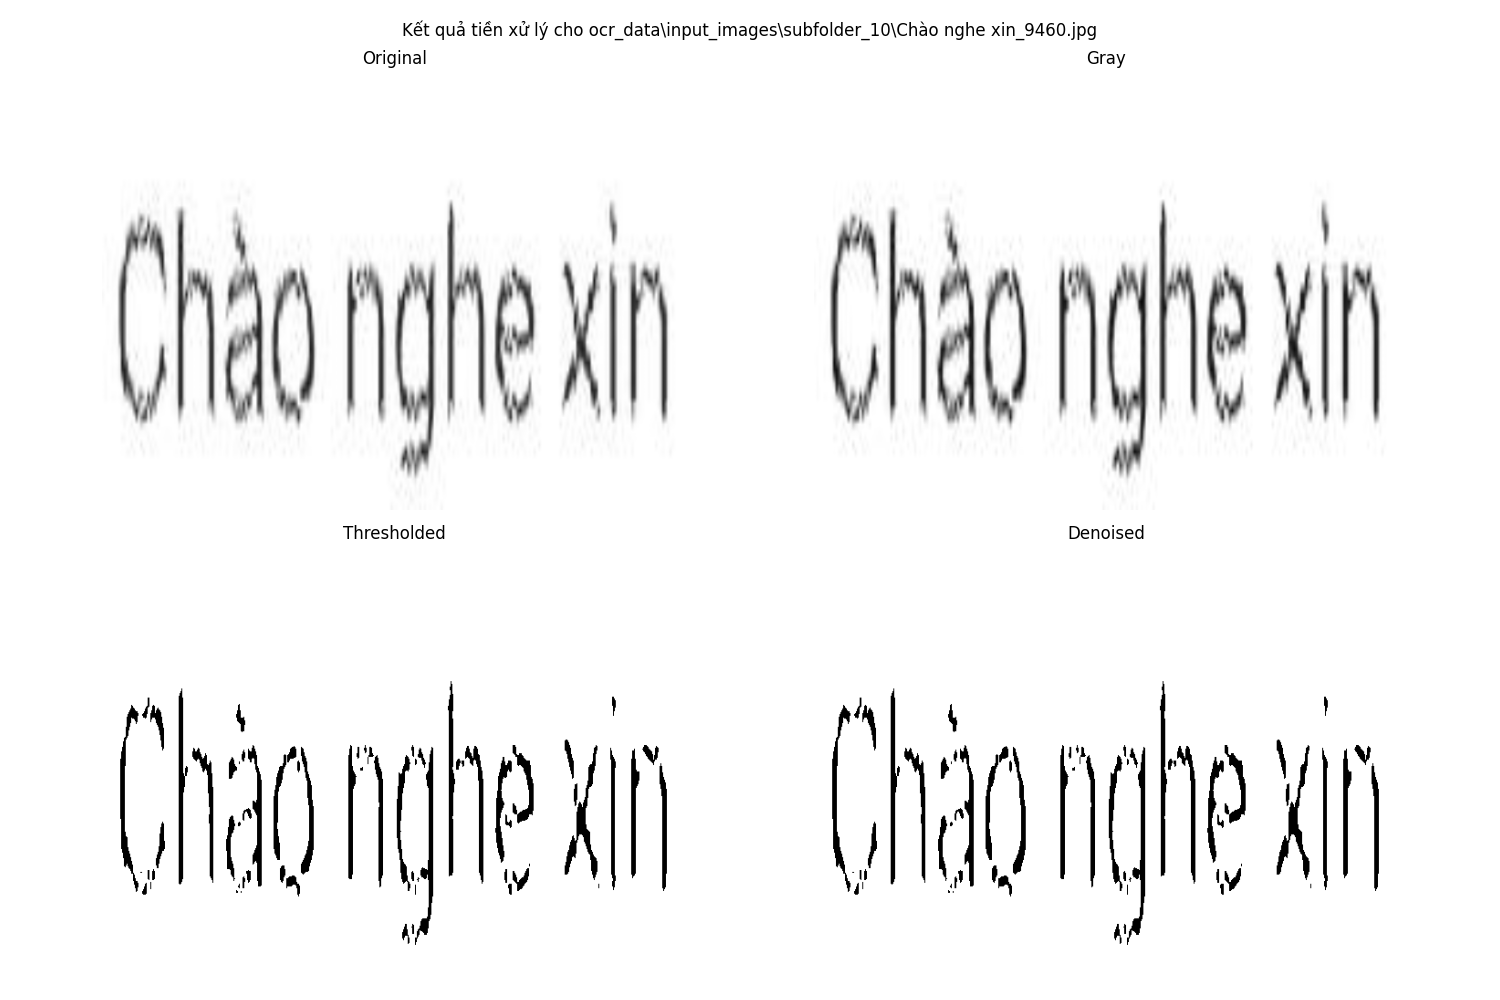 Kết quả tiền xử lý cho ocr_data\input_images\subfolder_10\Chào nghe xin_9460.jpg
Original
Gray
Chào nghe xin
Chào nghe xin
Thresholded
Denoised
Chào nghe xin
Chào nghe xin